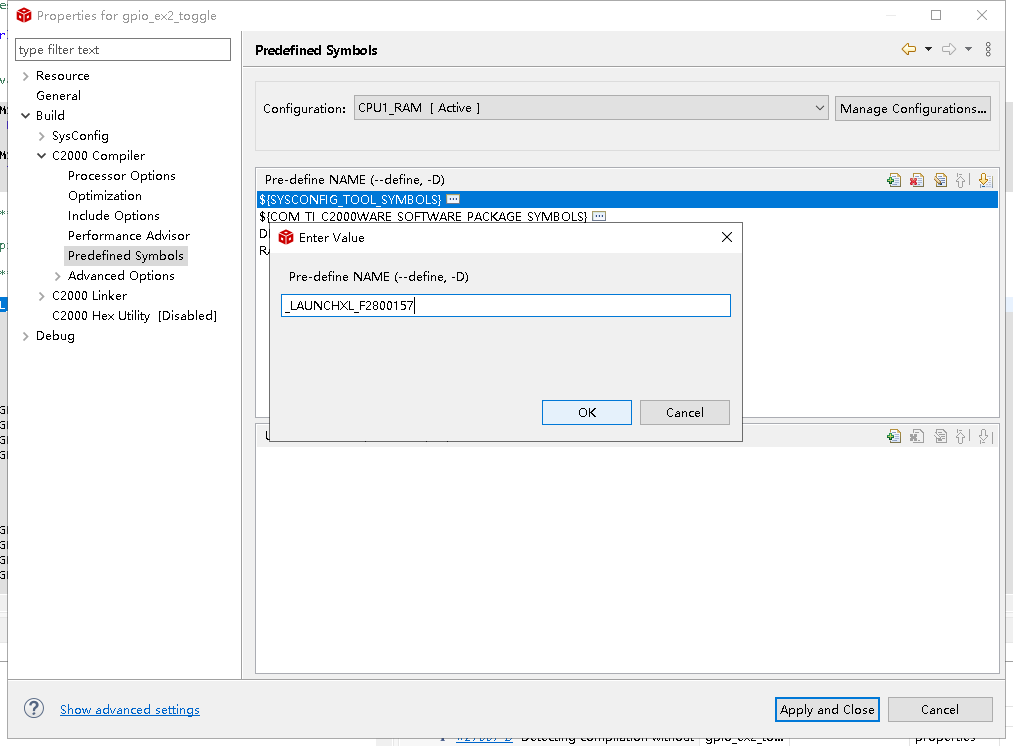 Properties for gpio_ex2_toggle
type filter text
Resource
General
Build
SysConfig
C2000 Compiler
Processor Options
Optimization
Include Options
Performance Advisor
Predefined Symbols
Advanced Options
C2000 Linker
C2000 Hex Utility [Disabled]
Debug
Predefined Symbols
Configuration: CPU1_RAM [ Active ] Manage Configurations...
Pre-define NAME (--define, -D)
${SYSCONFIG_TOOL_SYMBOLS}
${COM_TI_C2000WARE_SOFTWARE_PACKAGE_SYMBOLS}
Enter Value
Pre-define NAME (--define, -D)
_LAUNCHXL_F2800157
OK Cancel
Show advanced settings
Apply and Close Cancel